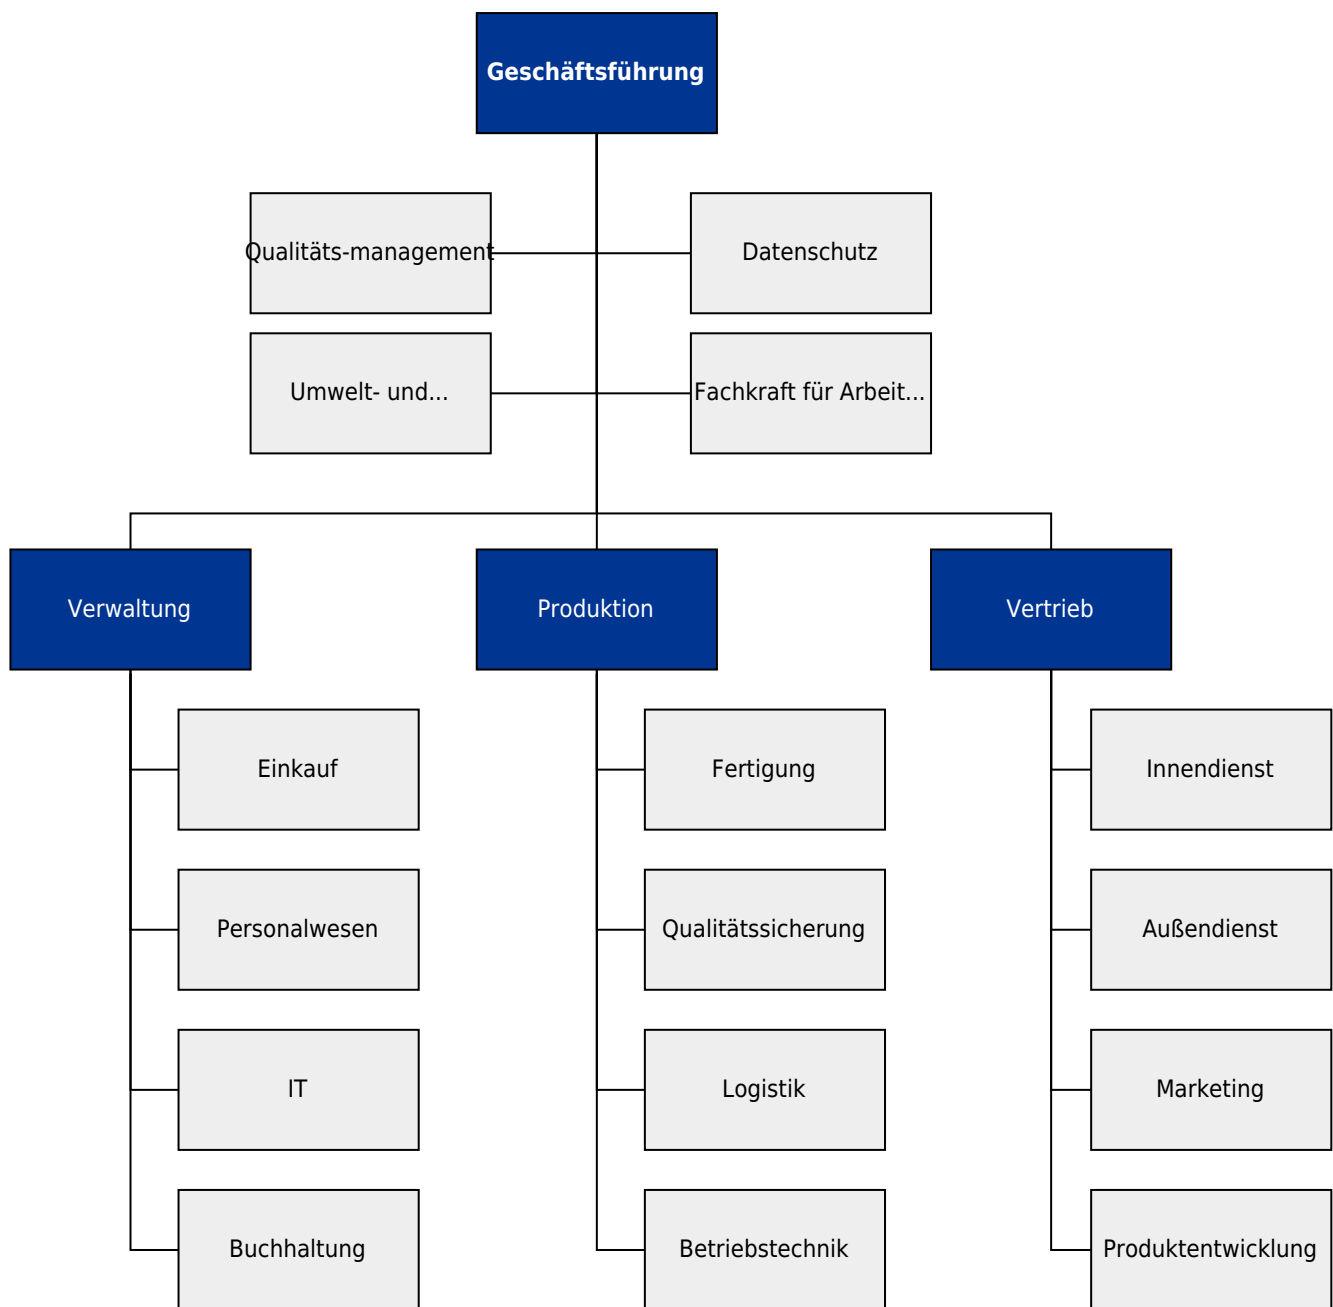 Geschäftsführung
Qualitäts-management
Datenschutz
Umwelt- und...
Fachkraft für Arbeit...
Verwaltung
Produktion
Vertrieb
Einkauf
Fertigung
Innendienst
Personalwesen
Qualitätssicherung
Außendienst
IT
Logistik
Marketing
Buchhaltung
Betriebstechnik
Produktentwicklung